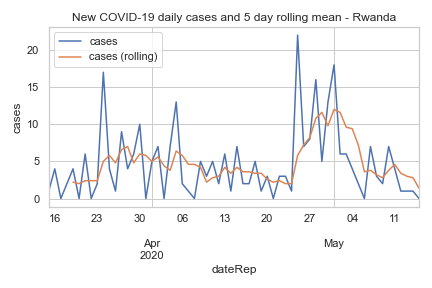 New COVID-19 daily cases and 5 day rolling mean - Rwanda
cases
cases (rolling)
cases
20
15
10
5
0
16 23 30 06 13 20 27 04 11
Apr May
2020
dateRep